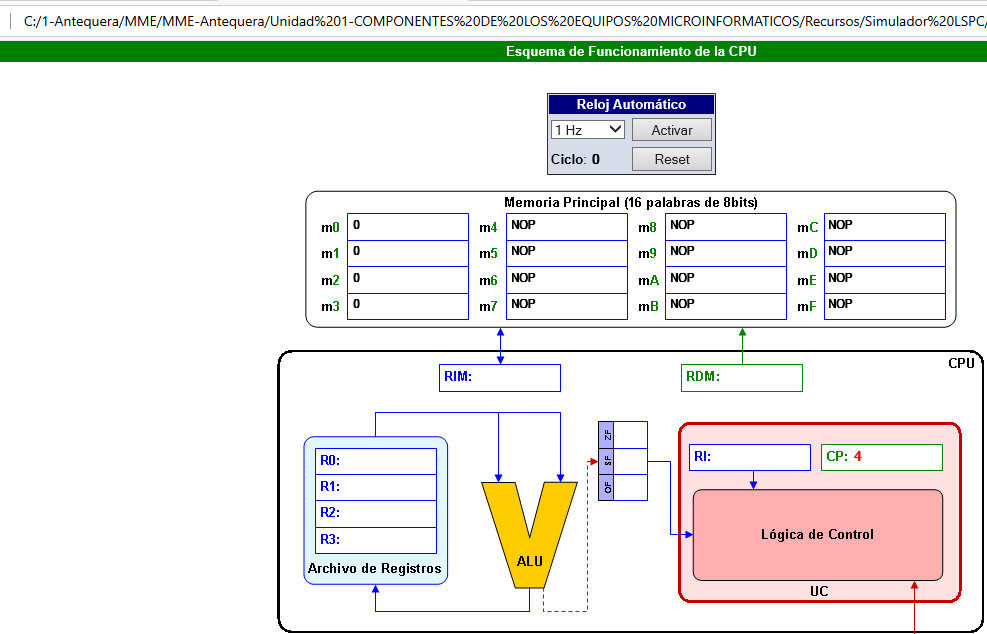 C:/1-Antequera/MME/MME-Antequera/Unidad%201-COMPONENTES%20DE%20LOS%20EQUIPOS%20MICROINFORMATICOS/Recursos/Simulador%20LSPC/
Esquema de Funcionamiento de la CPU
Reloj Automático
1 Hz Activar
Ciclo: 0 Reset
Memoria Principal (16 palabras de 8bits)
m0 0 m4 NOP m8 NOP mC NOP
m1 0 m5 NOP m9 NOP mD NOP
m2 0 m6 NOP mA NOP mE NOP
m3 0 m7 NOP mB NOP mF NOP
CPU
RIM: RDM:
ZF
SF
OF
RI: CP: 4
R0:
R1:
R2:
R3:
Lógica de Control
ALU
Archivo de Registros
UC